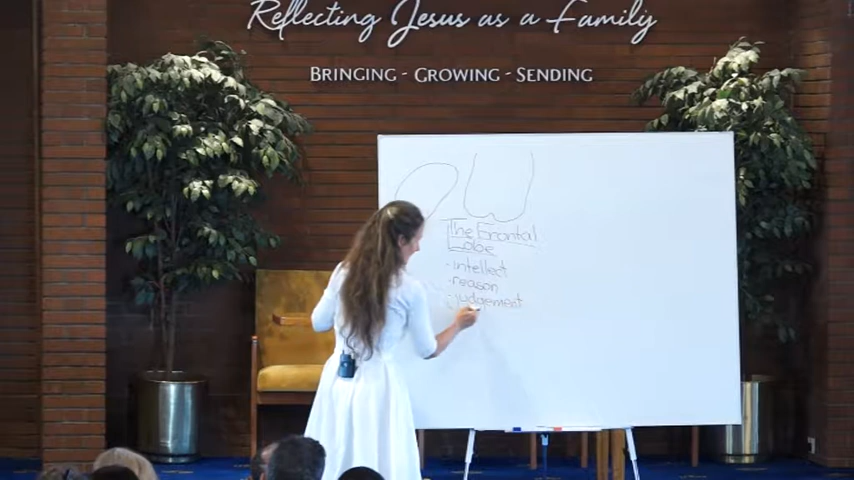 Reflecting Jesus as a Family
BRINGING - GROWING - SENDING
The Frontal
Lobe
- intellect
- reason
- judgement